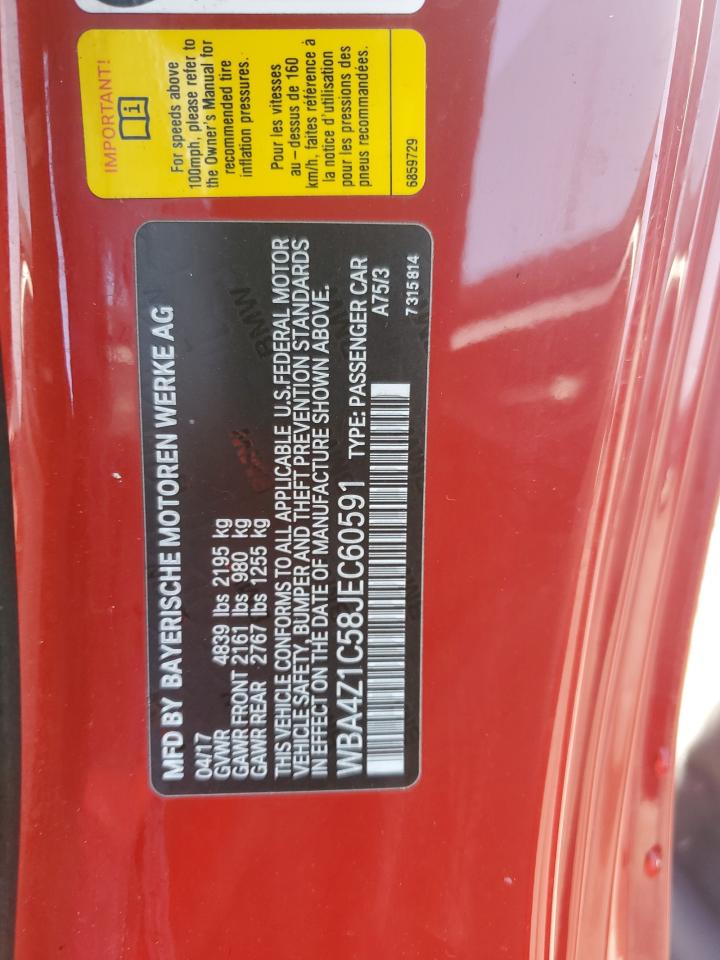 MFD BY BAYERISCHE MOTOREN WERKE AG
04/17
GVWR 4839 lbs 2195 kg
GAWR FRONT 2161 lbs 980 kg
GAWR REAR 2767 lbs 1255 kg
THIS VEHICLE CONFORMS TO ALL APPLICABLE U.S.FEDERAL MOTOR
VEHICLE SAFETY, BUMPER AND THEFT PREVENTION STANDARDS
IN EFFECT ON THE DATE OF MANUFACTURE SHOWN ABOVE.
WBA4Z1C58JEC60591 TYPE: PASSENGER CAR
A75/3
7 315 814
IMPORTANT!
For speeds above
100mph, please refer to
the Owner's Manual for
recommended tire
inflation pressures.
Pour les vitesses
au-dessus de 160
km/h, faites référence à
la notice d'utilisation
pour les pressions des
pneus recommandées.
6859729